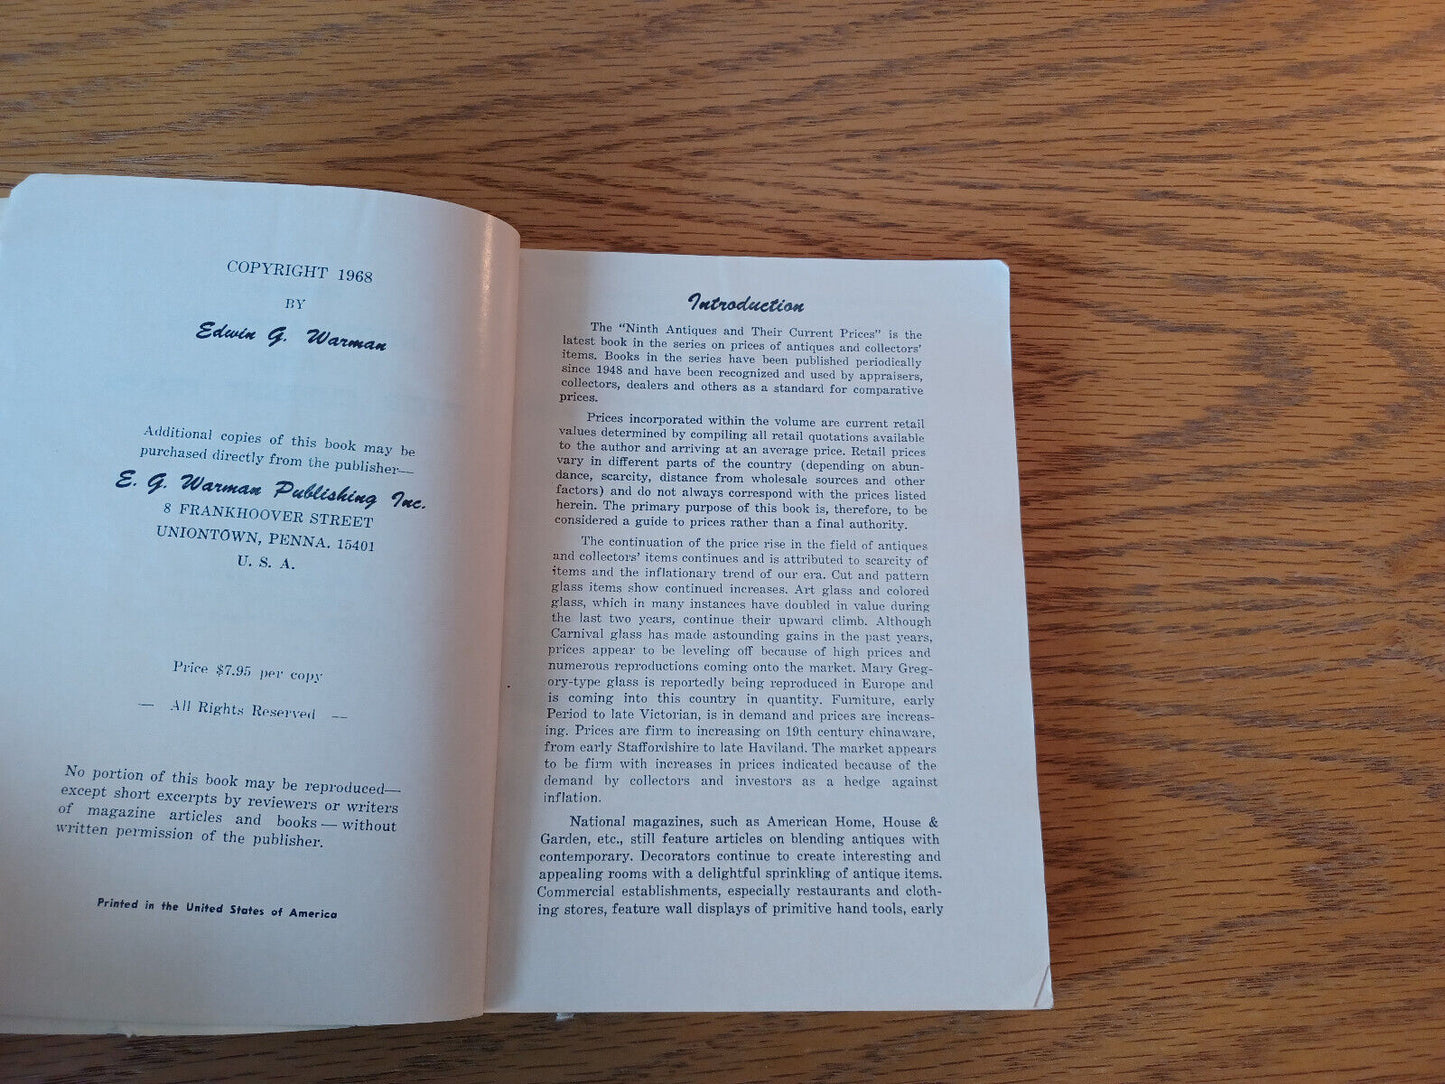 COPYRIGHT 1968
BY
Edwin G. Warman
Additional copies of this book may be
purchased directly from the publisher—
E. G. Warman Publishing Inc.
8 FRANKHOOVER STREET
UNIONTOWN, PENNA. 15401
U. S. A.
Price $7.95 per copy
— All Rights Reserved —
No portion of this book may be reproduced—
except short excerpts by reviewers or writers
of magazine articles and books — without
written permission of the publisher.
Printed in the United States of America
Introduction
The "Ninth Antiques and Their Current Prices" is the
latest book in the series on prices of antiques and collectors'
items. Books in the series have been published periodically
since 1948 and have been recognized and used by appraisers,
collectors, dealers and others as a standard for comparative
prices.
Prices incorporated within the volume are current retail
values determined by compiling all retail quotations available
to the author and arriving at an average price. Retail prices
vary in different parts of the country (depending on abun-
dance, scarcity, distance from wholesale sources and other
factors) and do not always correspond with the prices listed
herein. The primary purpose of this book is, therefore, to be
considered a guide to prices rather than a final authority.
The continuation of the price rise in the field of antiques
and collectors' items continues and is attributed to scarcity of
items and the inflationary trend of our era. Cut and pattern
glass items show continued increases. Art glass and colored
glass, which in many instances have doubled in value during
the last two years, continue their upward climb. Although
Carnival glass has made astounding gains in the past years,
prices appear to be leveling off because of high prices and
numerous reproductions coming onto the market. Mary Greg-
ory-type glass is reportedly being reproduced in Europe and
is coming into this country in quantity. Furniture, early
Period to late Victorian, is in demand and prices are increas-
ing. Prices are firm to increasing on 19th century chinaware,
from early Staffordshire to late Haviland. The market appears
to be firm with increases in prices indicated because of the
demand by collectors and investors as a hedge against
inflation.
National magazines, such as American Home, House &
Garden, etc., still feature articles on blending antiques with
contemporary. Decorators continue to create interesting and
appealing rooms with a delightful sprinkling of antique items.
Commercial establishments, especially restaurants and cloth-
ing stores, feature wall displays of primitive hand tools, early